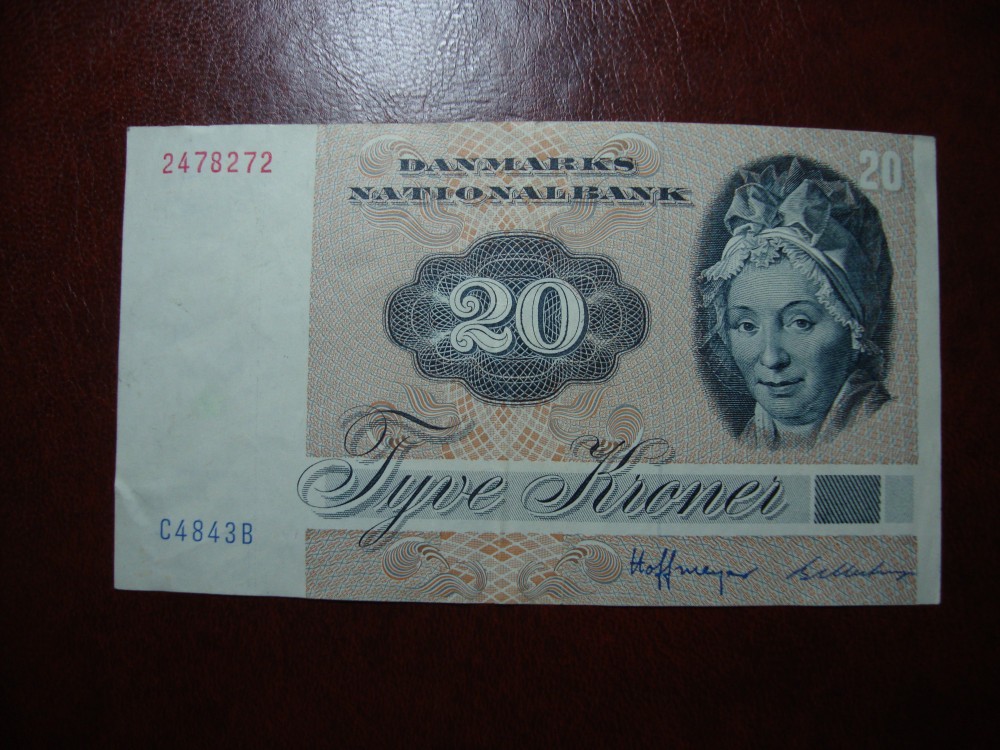 2478272
DANMARKS
NATIONALBANK
20
20
Tyve Kroner
C4843B
Hoffmeyer